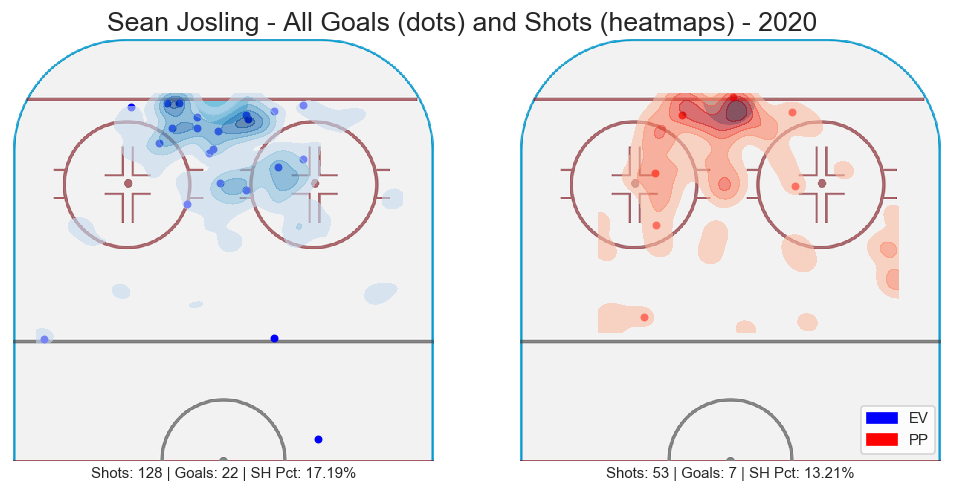 Sean Josling - All Goals (dots) and Shots (heatmaps) - 2020
EV
PP
Shots: 128 | Goals: 22 | SH Pct: 17.19%
Shots: 53 | Goals: 7 | SH Pct: 13.21%